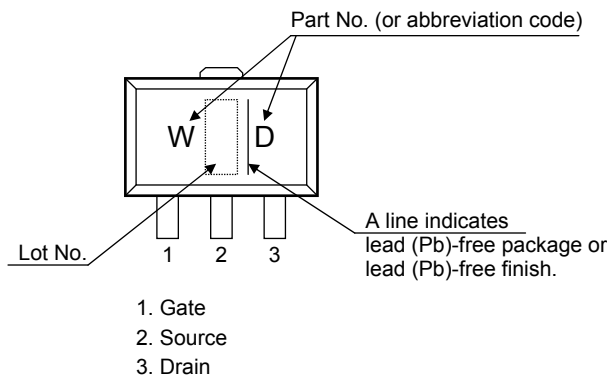 Part No. (or abbreviation code)
W D
Lot No.
1 2 3
A line indicates
lead (Pb)-free package or
lead (Pb)-free finish.
1. Gate
2. Source
3. Drain